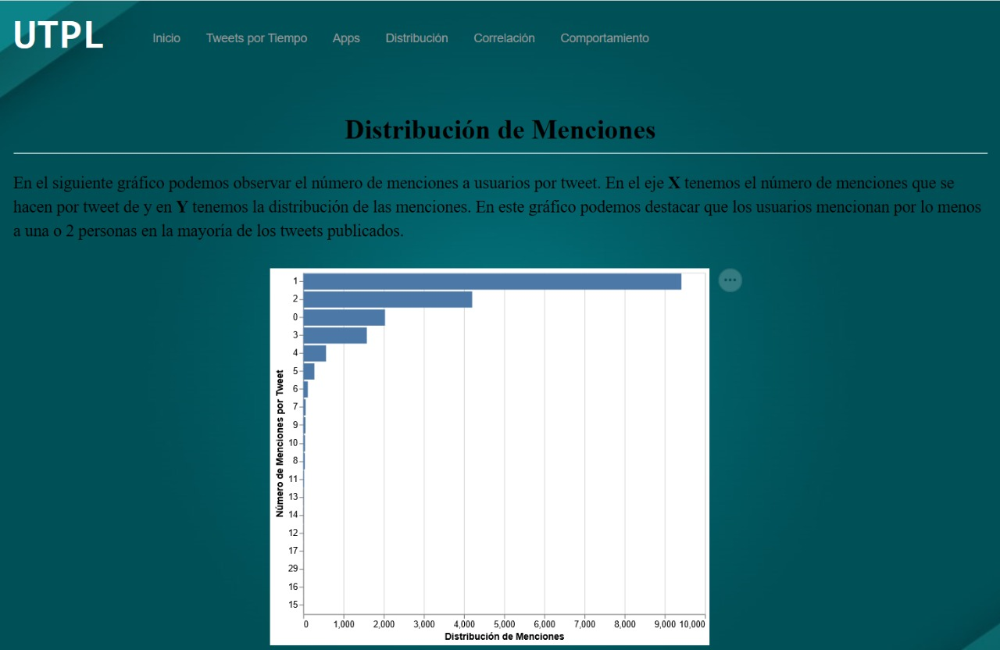 UTPL
Inicio Tweets por Tiempo Apps Distribución Correlación Comportamiento
Distribución de Menciones
En el siguiente gráfico podemos observar el número de menciones a usuarios por tweet. En el eje X tenemos el número de menciones que se
hacen por tweet de y en Y tenemos la distribución de las menciones. En este gráfico podemos destacar que los usuarios mencionan por lo menos
a una o 2 personas en la mayoria de los tweets publicados.
Número de Menciones por Tweet
1
2
0
3
4
5
6
7
9
10
8
11
13
14
12
17
29
16
15
0 1,000 2,000 3,000 4,000 5,000 6,000 7,000 8,000 9,000 10,000
Distribución de Menciones